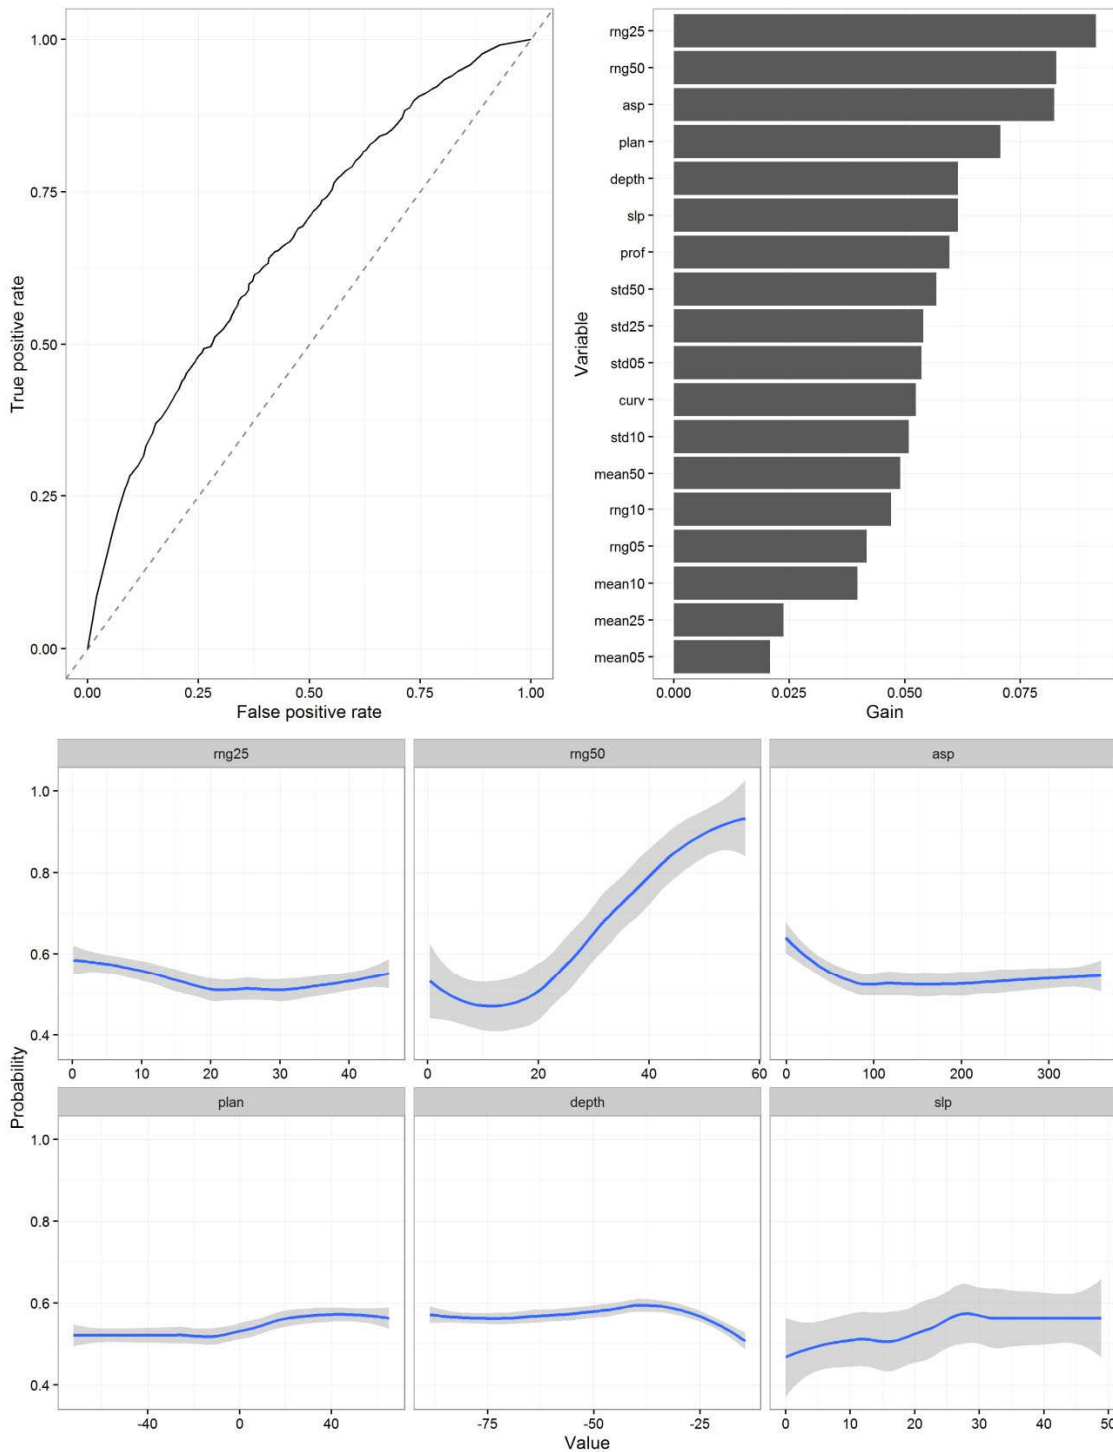 1.00
0.75
0.50
0.25
0.00
True positive rate
0.00 0.25 0.50 0.75 1.00
False positive rate
Variable
rng25
rng50
asp
plan
depth
slp
prof
std50
std25
std05
curv
std10
mean50
rng10
rng05
mean10
mean25
mean05
0.000 0.025 0.050 0.075
Gain
rng25 rng50 asp
1.0
0.8
0.6
0.4
0 10 20 30 40
0 20 40 60
0 100 200 300
Probability
plan depth slp
1.0
0.8
0.6
0.4
-40 0 40
-75 -50 -25
0 10 20 30 40 50
Value